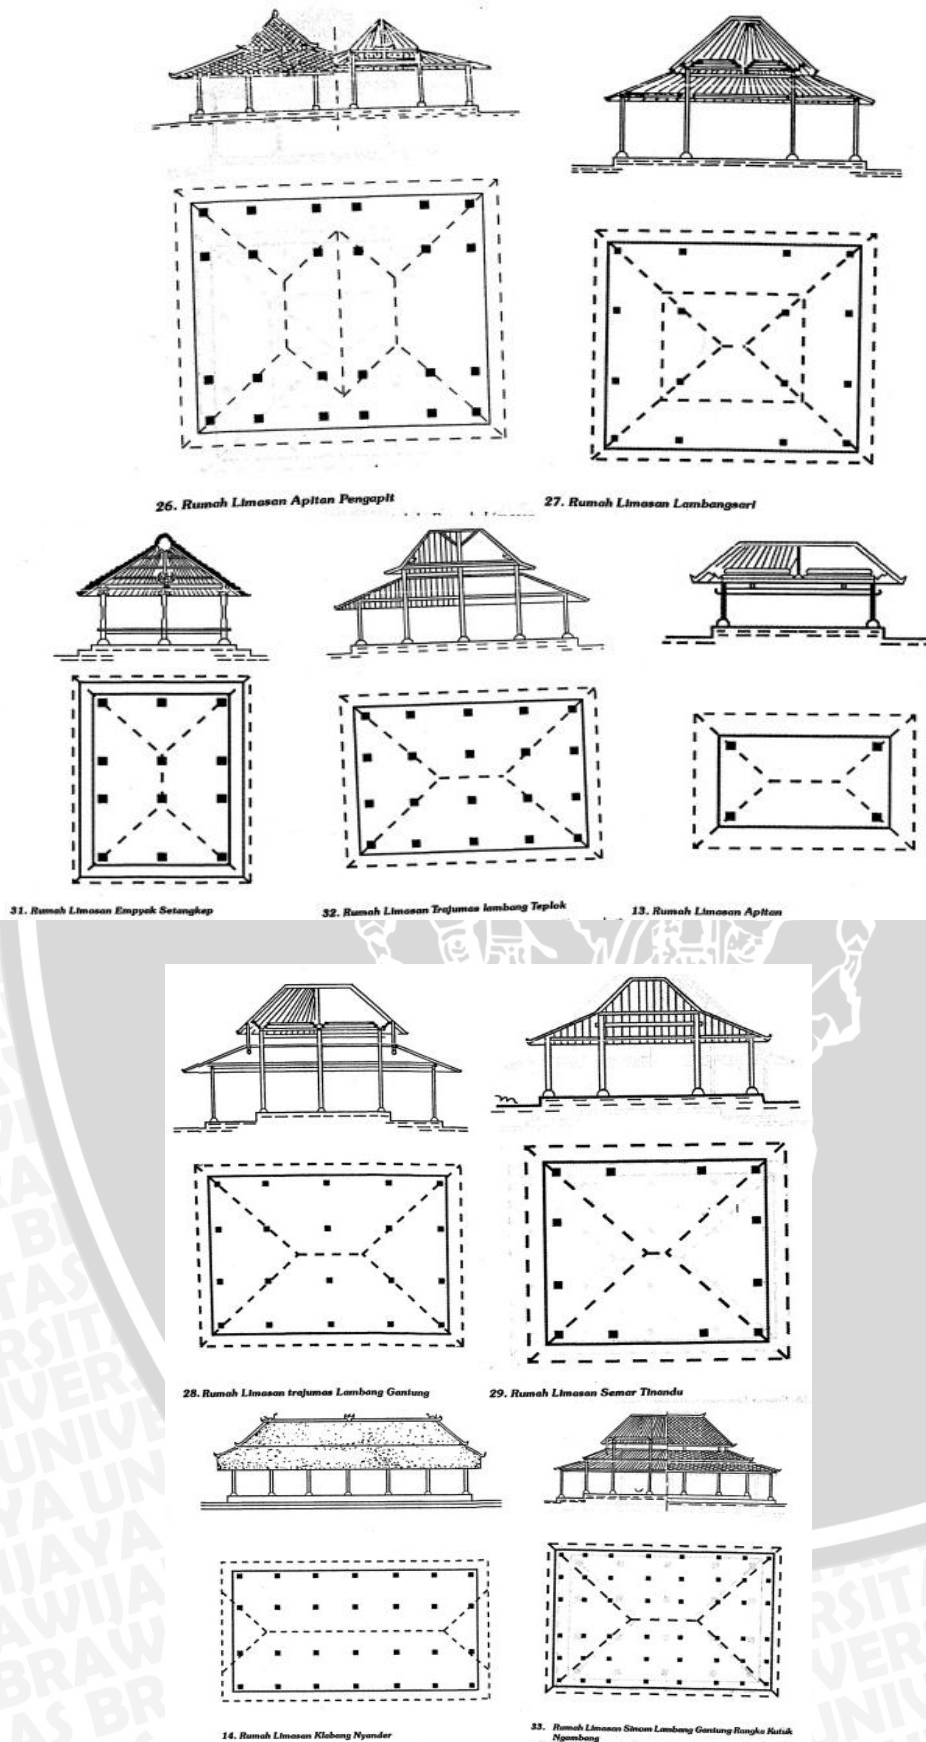 26. Rumah Limasan Apitan Pengapit
27. Rumah Limasan Lambangsari
31. Rumah Limasan Empyak Setangkep
32. Rumah Limasan Trajumas lambang Teplok
13. Rumah Limasan Apitan
28. Rumah Limasan trajumas Lambang Gantung
29. Rumah Limasan Semar Tinandu
14. Rumah Limasan Klabang Nyander
33. Rumah Limasan Sinom Lambang Gantung Rangka Kutuk
Ngambang